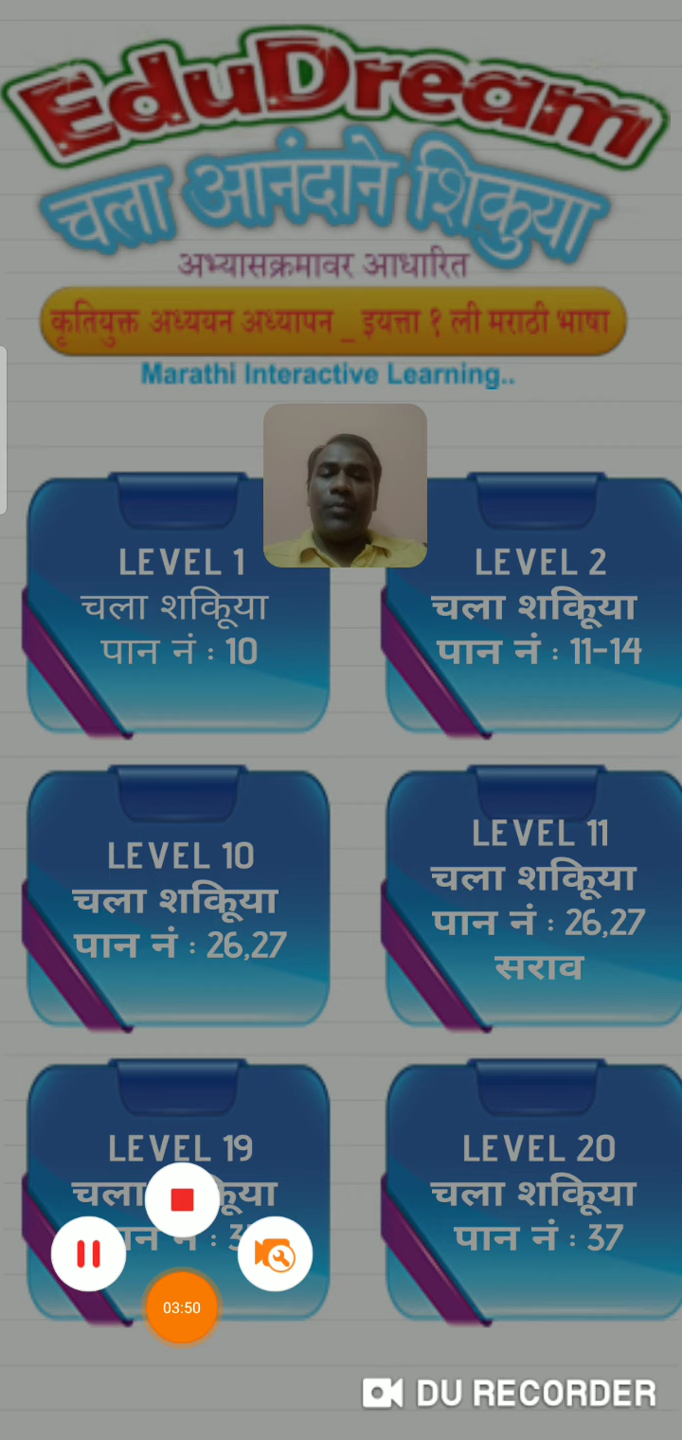 EduDream
चला आनंदाने शिकुया
अभ्यासक्रमावर आधारित
कृतियुक्त अध्ययन अध्यापन _ इयत्ता १ ली मराठी भाषा
Marathi Interactive Learning..
LEVEL 1
चला शकिूया
पान नं : 10
LEVEL 2
चला शकिूया
पान नं : 11-14
LEVEL 10
चला शकिूया
पान नं : 26,27
LEVEL 11
चला शकिूया
पान नं : 26,27
सराव
LEVEL 19
LEVEL 20
चला शकिूया
पान नं : 37
03:50
DU RECORDER